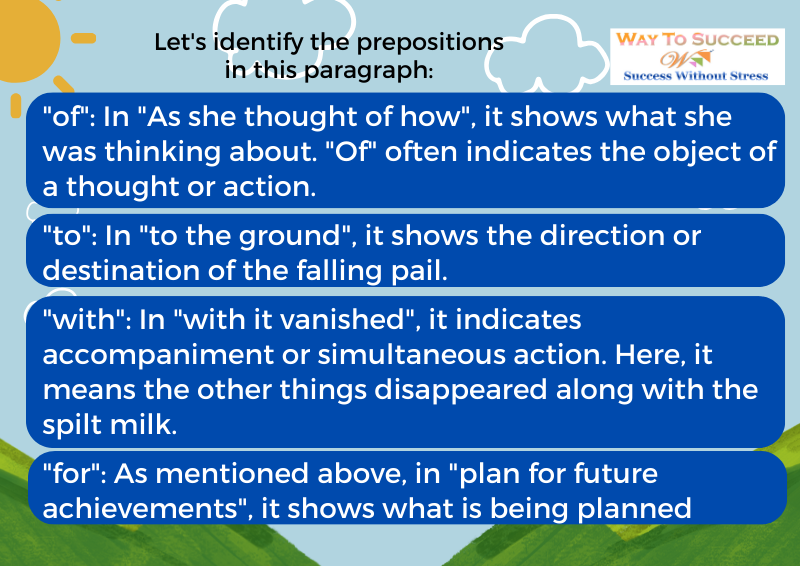 Let's identify the prepositions
in this paragraph:
WAY TO SUCCEED
W
Success Without Stress
"of": In "As she thought of how", it shows what she
was thinking about. "Of" often indicates the object of
a thought or action.
"to": In "to the ground", it shows the direction or
destination of the falling pail.
"with": In "with it vanished", it indicates
accompaniment or simultaneous action. Here, it
means the other things disappeared along with the
spilt milk.
"for": As mentioned above, in "plan for future
achievements", it shows what is being planned